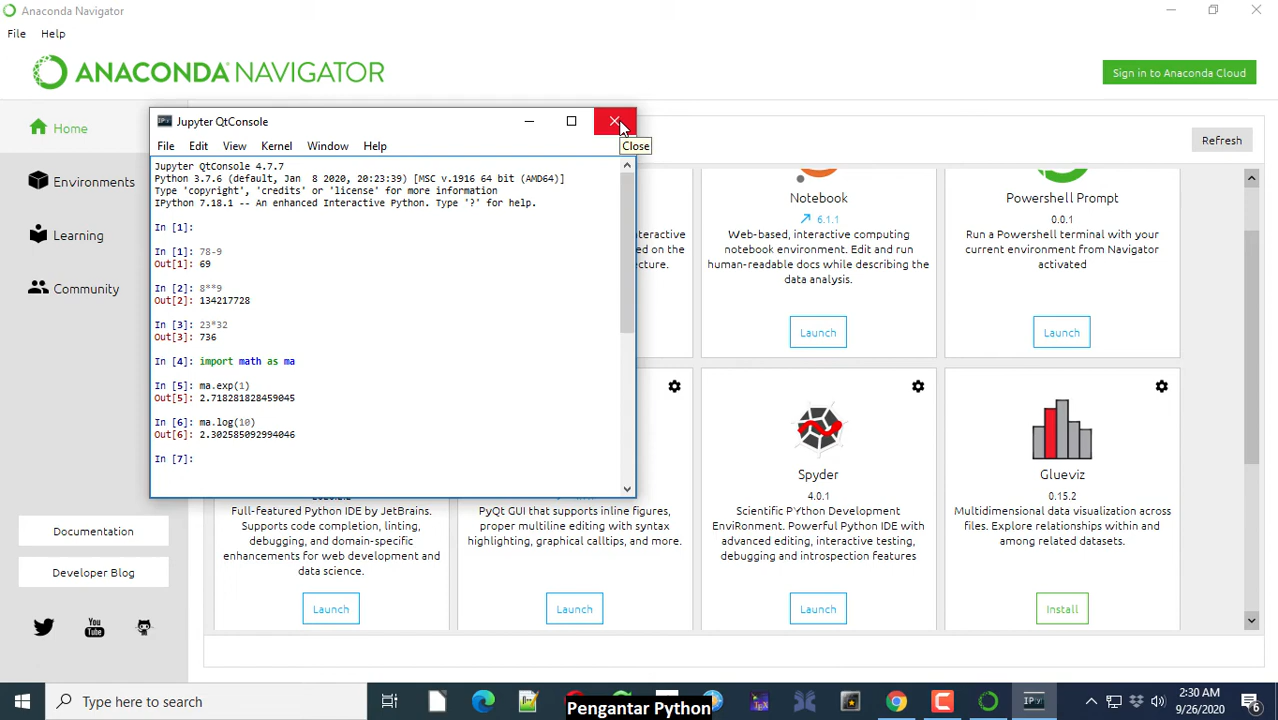 Anaconda Navigator
File Help
ANACONDA NAVIGATOR
Sign in to Anaconda Cloud
Home
Environments
Learning
Community
Documentation
Developer Blog
Refresh
Jupyter QtConsole
Close
File Edit View Kernel Window Help
Jupyter QtConsole 4.7.7
Python 3.7.6 (default, Jan  8 2020, 20:23:39) [MSC v.1916 64 bit (AMD64)]
Type 'copyright', 'credits' or 'license' for more information
IPython 7.18.1 -- An enhanced Interactive Python. Type '?' for help.
In [1]:
In [1]: 78-9
Out[1]: 69
In [2]: 8**9
Out[2]: 134217728
In [3]: 23*32
Out[3]: 736
In [4]: import math as ma
In [5]: ma.exp(1)
Out[5]: 2.718281828459045
In [6]: ma.log(10)
Out[6]: 2.302585092994046
In [7]:
Notebook
6.1.1
Web-based, interactive computing
notebook environment. Edit and run
human-readable docs while describing the
data analysis.
Launch
Powershell Prompt
0.0.1
Run a Powershell terminal with your
current environment from Navigator
activated
Launch
Full-featured Python IDE by JetBrains.
Supports code completion, linting,
debugging, and domain-specific
enhancements for web development and
data science.
Launch
PyQt GUI that supports inline figures,
proper multiline editing with syntax
highlighting, graphical calltips, and more.
Launch
Spyder
4.0.1
Scientific PYthon Development
EnviRonment. Powerful Python IDE with
advanced editing, interactive testing,
debugging and introspection features
Launch
Glueviz
0.15.2
Multidimensional data visualization across
files. Explore relationships within and
among related datasets.
Install
Type here to search
Pengantar Python
2:30 AM
9/26/2020
6